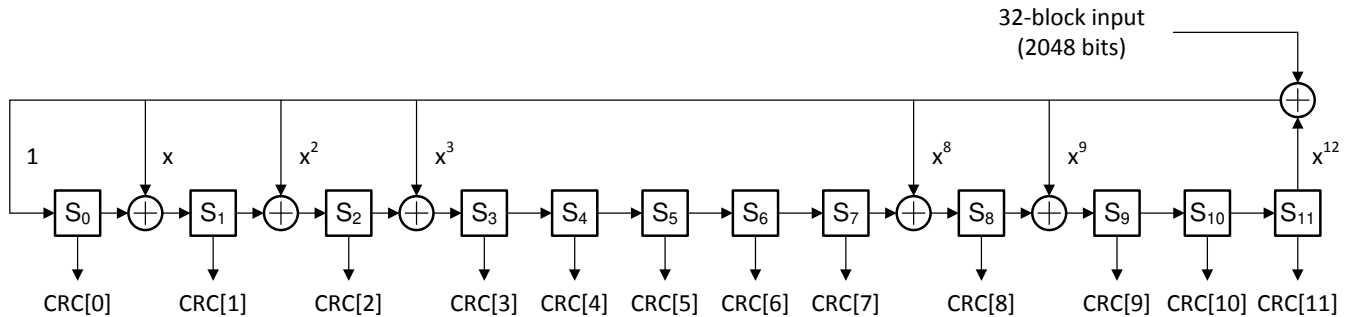 32-block input
(2048 bits)
1 x x² x³ x⁸ x⁹ x¹²
S₀ S₁ S₂ S₃ S₄ S₅ S₆ S₇ S₈ S₉ S₁₀ S₁₁
CRC[0] CRC[1] CRC[2] CRC[3] CRC[4] CRC[5] CRC[6] CRC[7] CRC[8] CRC[9] CRC[10] CRC[11]